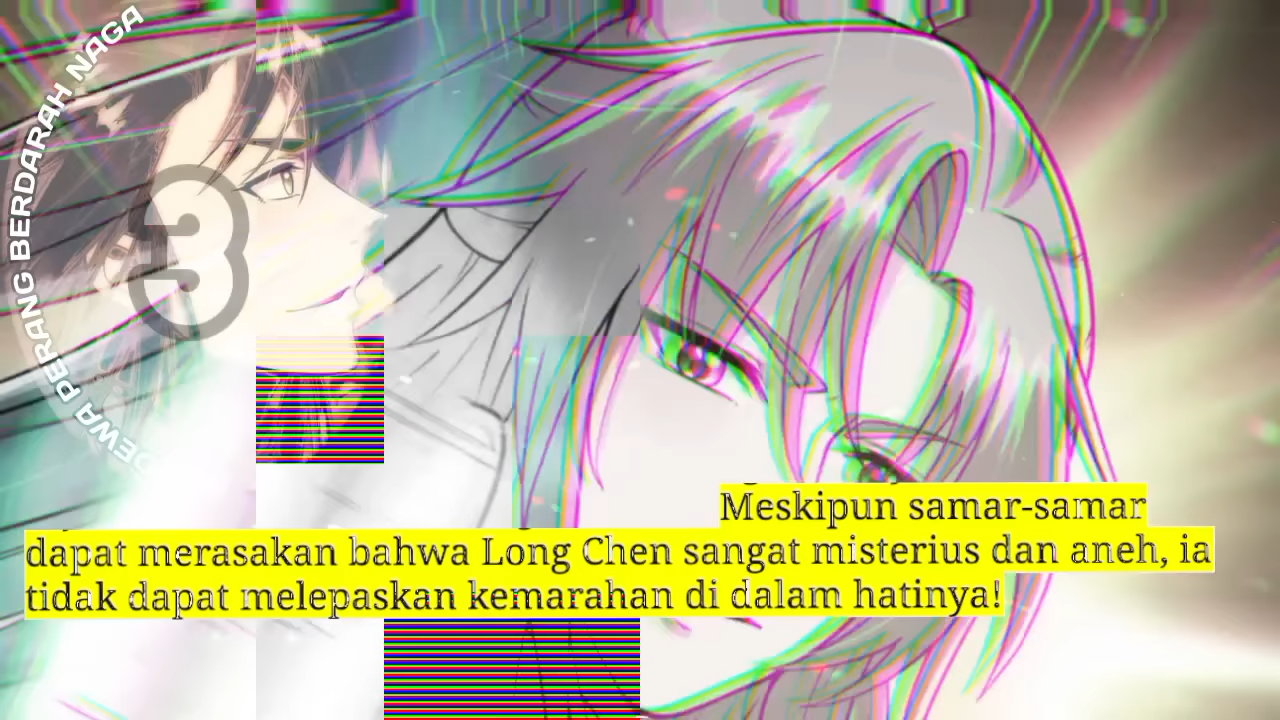 DEWA PERANG BERDARAH NAGA
Meskipun samar-samar
dapat merasakan bahwa Long Chen sangat misterius dan aneh, ia
tidak dapat melepaskan kemarahan di dalam hatinya!